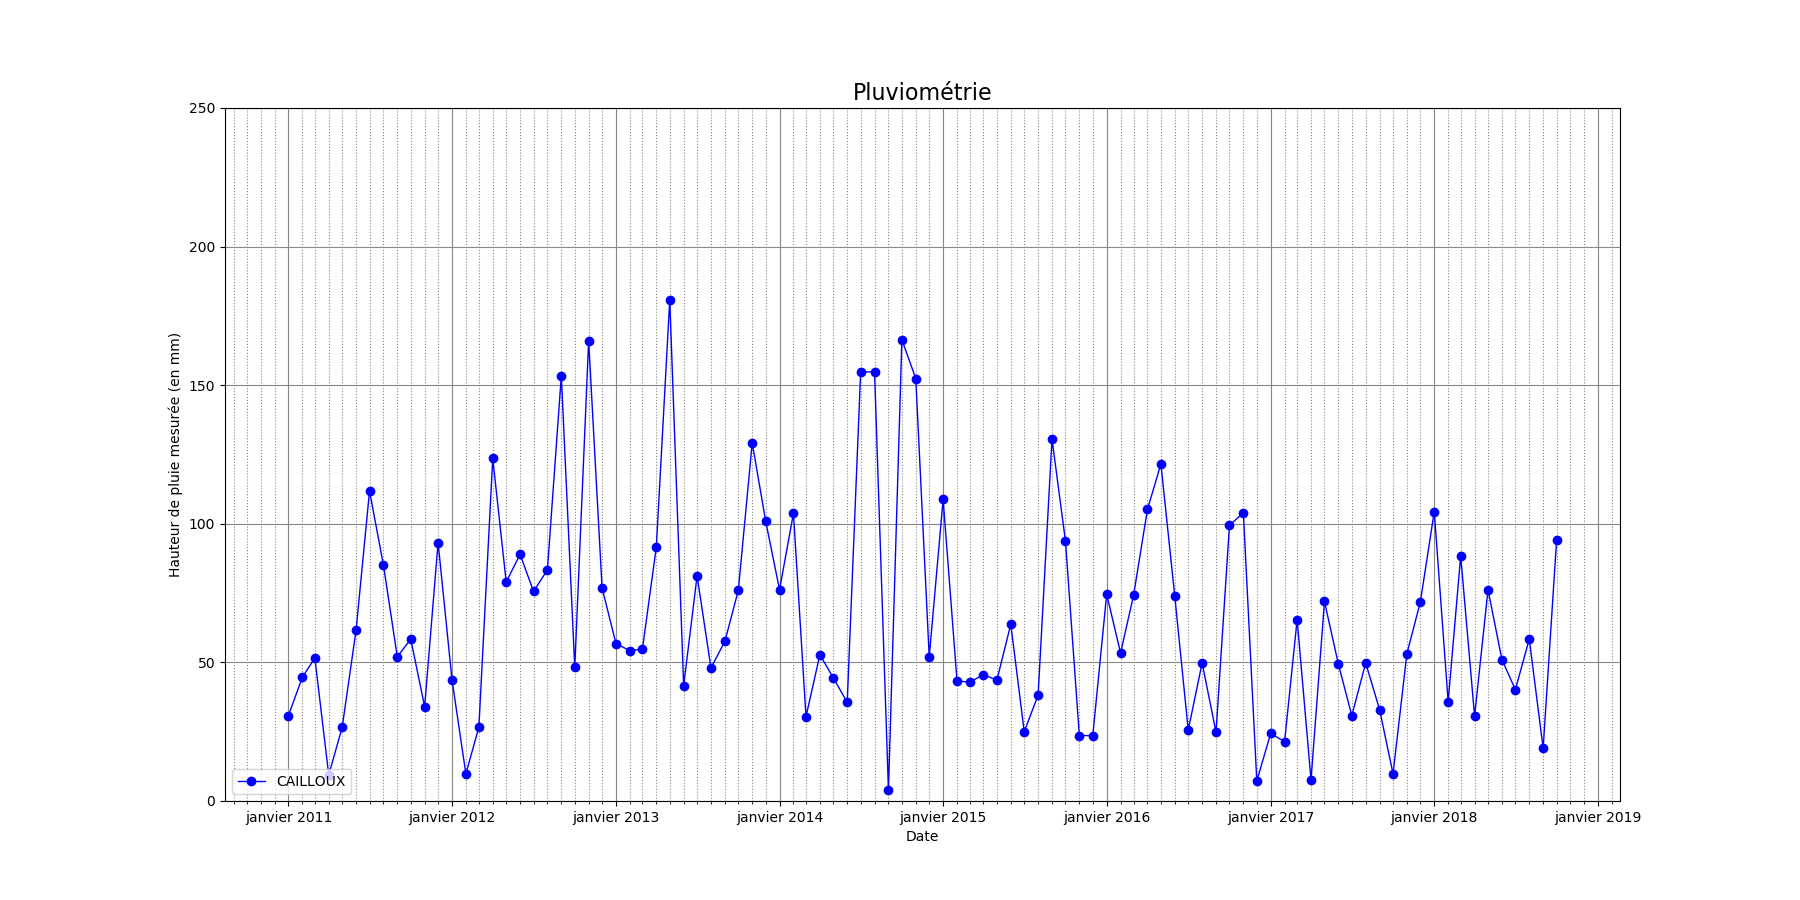 Pluviométrie
250
200
150
100
50
0
Hauteur de pluie mesurée (en mm)
CAILLOUX
janvier 2011 janvier 2012 janvier 2013 janvier 2014 janvier 2015 janvier 2016 janvier 2017 janvier 2018 janvier 2019
Date